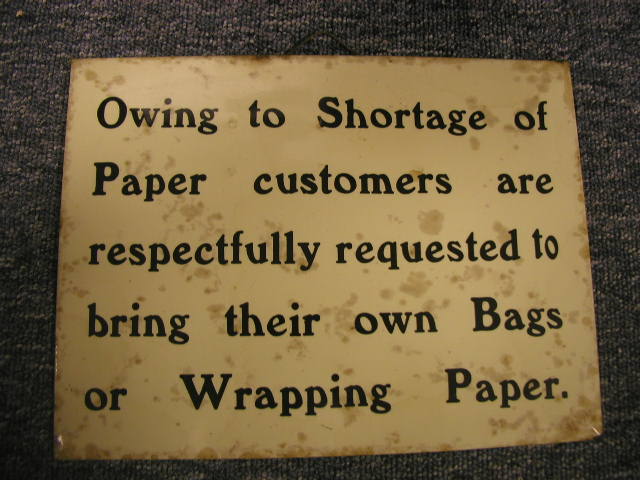 Owing to Shortage of
Paper customers are
respectfully requested to
bring their own Bags
or Wrapping Paper.